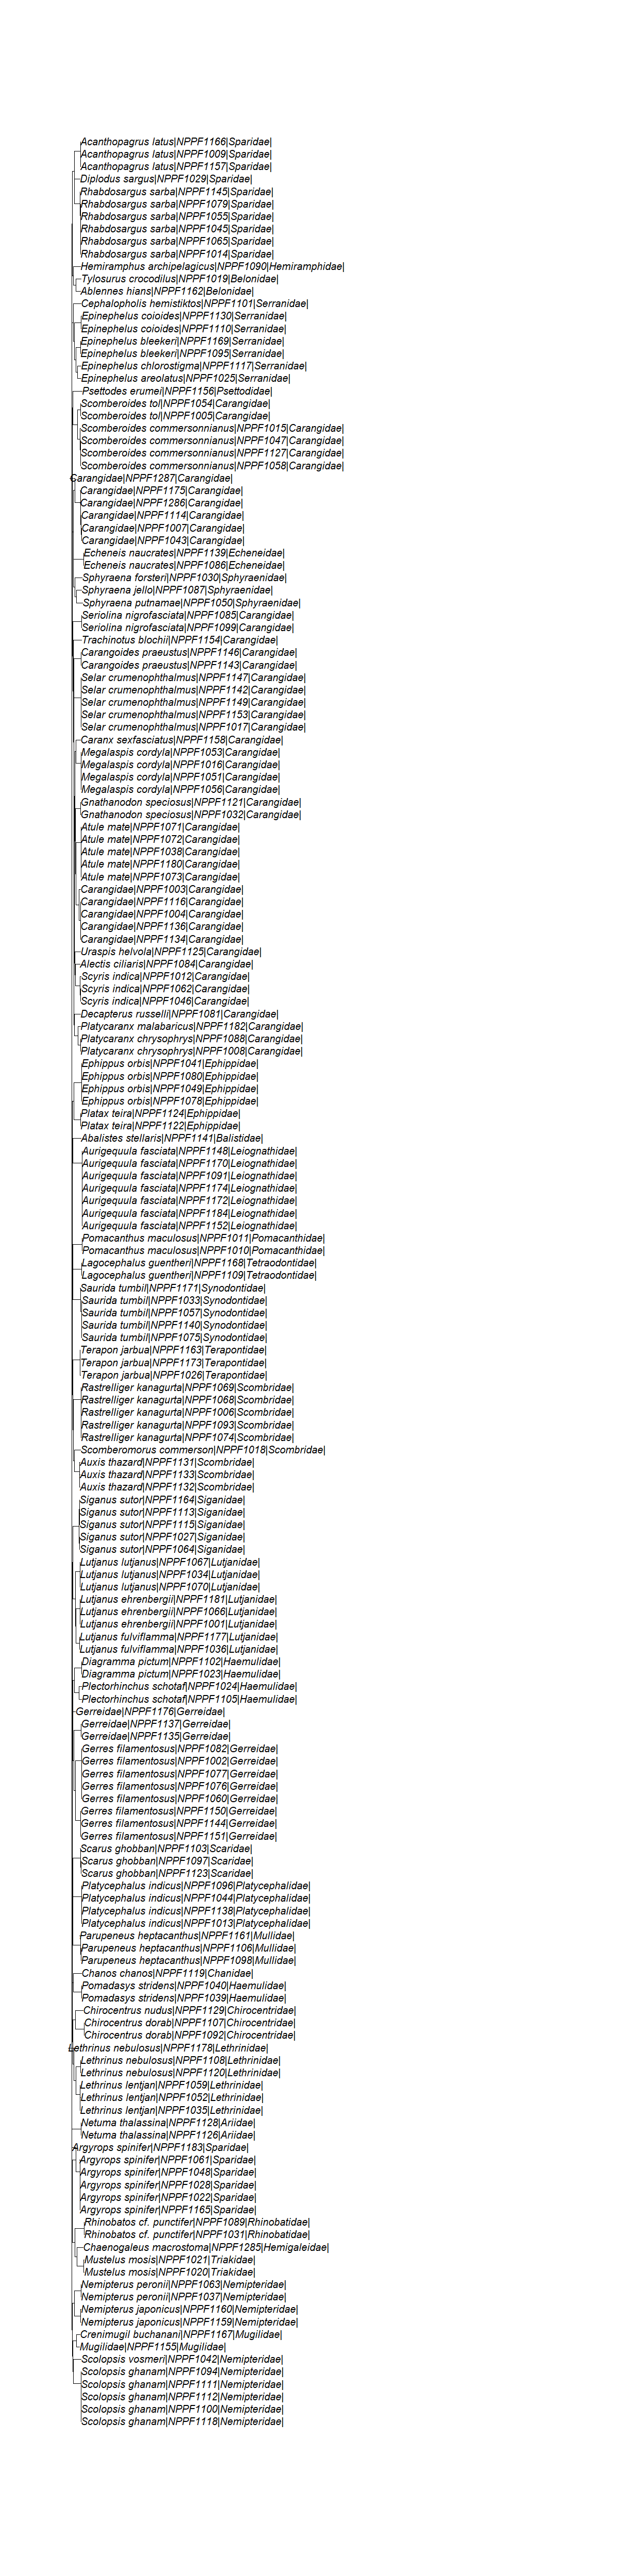 Acanthopagrus latus|NPPF1166|Sparidae|
Acanthopagrus latus|NPPF1009|Sparidae|
Acanthopagrus latus|NPPF1157|Sparidae|
Diplodus sargus|NPPF1029|Sparidae|
Rhabdosargus sarba|NPPF1145|Sparidae|
Rhabdosargus sarba|NPPF1079|Sparidae|
Rhabdosargus sarba|NPPF1055|Sparidae|
Rhabdosargus sarba|NPPF1045|Sparidae|
Rhabdosargus sarba|NPPF1065|Sparidae|
Rhabdosargus sarba|NPPF1014|Sparidae|
Hemiramphus archipelagicus|NPPF1090|Hemiramphidae|
Tylosurus crocodilus|NPPF1019|Belonidae|
Ablennes hians|NPPF1162|Belonidae|
Cephalopholis hemistiktos|NPPF1101|Serranidae|
Epinephelus coioides|NPPF1130|Serranidae|
Epinephelus coioides|NPPF1110|Serranidae|
Epinephelus bleekeri|NPPF1169|Serranidae|
Epinephelus bleekeri|NPPF1095|Serranidae|
Epinephelus chlorostigma|NPPF1117|Serranidae|
Epinephelus areolatus|NPPF1025|Serranidae|
Psettodes erumei|NPPF1156|Psettodidae|
Scomberoides tol|NPPF1054|Carangidae|
Scomberoides tol|NPPF1005|Carangidae|
Scomberoides commersonnianus|NPPF1015|Carangidae|
Scomberoides commersonnianus|NPPF1047|Carangidae|
Scomberoides commersonnianus|NPPF1127|Carangidae|
Scomberoides commersonnianus|NPPF1058|Carangidae|
Carangidae|NPPF1287|Carangidae|
Carangidae|NPPF1175|Carangidae|
Carangidae|NPPF1286|Carangidae|
Carangidae|NPPF1114|Carangidae|
Carangidae|NPPF1007|Carangidae|
Carangidae|NPPF1043|Carangidae|
Echeneis naucrates|NPPF1139|Echeneidae|
Echeneis naucrates|NPPF1086|Echeneidae|
Sphyraena forsteri|NPPF1030|Sphyraenidae|
Sphyraena jello|NPPF1087|Sphyraenidae|
Sphyraena putnamae|NPPF1050|Sphyraenidae|
Seriolina nigrofasciata|NPPF1085|Carangidae|
Seriolina nigrofasciata|NPPF1099|Carangidae|
Trachinotus blochii|NPPF1154|Carangidae|
Carangoides praeustus|NPPF1146|Carangidae|
Carangoides praeustus|NPPF1143|Carangidae|
Selar crumenophthalmus|NPPF1147|Carangidae|
Selar crumenophthalmus|NPPF1142|Carangidae|
Selar crumenophthalmus|NPPF1149|Carangidae|
Selar crumenophthalmus|NPPF1153|Carangidae|
Selar crumenophthalmus|NPPF1017|Carangidae|
Caranx sexfasciatus|NPPF1158|Carangidae|
Megalaspis cordyla|NPPF1053|Carangidae|
Megalaspis cordyla|NPPF1016|Carangidae|
Megalaspis cordyla|NPPF1051|Carangidae|
Megalaspis cordyla|NPPF1056|Carangidae|
Gnathanodon speciosus|NPPF1121|Carangidae|
Gnathanodon speciosus|NPPF1032|Carangidae|
Atule mate|NPPF1071|Carangidae|
Atule mate|NPPF1072|Carangidae|
Atule mate|NPPF1038|Carangidae|
Atule mate|NPPF1180|Carangidae|
Atule mate|NPPF1073|Carangidae|
Carangidae|NPPF1003|Carangidae|
Carangidae|NPPF1116|Carangidae|
Carangidae|NPPF1004|Carangidae|
Carangidae|NPPF1136|Carangidae|
Carangidae|NPPF1134|Carangidae|
Uraspis helvola|NPPF1125|Carangidae|
Alectis ciliaris|NPPF1084|Carangidae|
Scyris indica|NPPF1012|Carangidae|
Scyris indica|NPPF1062|Carangidae|
Scyris indica|NPPF1046|Carangidae|
Decapterus russelli|NPPF1081|Carangidae|
Platycaranx malabaricus|NPPF1182|Carangidae|
Platycaranx chrysophrys|NPPF1088|Carangidae|
Platycaranx chrysophrys|NPPF1008|Carangidae|
Ephippus orbis|NPPF1041|Ephippidae|
Ephippus orbis|NPPF1080|Ephippidae|
Ephippus orbis|NPPF1049|Ephippidae|
Ephippus orbis|NPPF1078|Ephippidae|
Platax teira|NPPF1124|Ephippidae|
Platax teira|NPPF1122|Ephippidae|
Abalistes stellaris|NPPF1141|Balistidae|
Aurigequula fasciata|NPPF1148|Leiognathidae|
Aurigequula fasciata|NPPF1170|Leiognathidae|
Aurigequula fasciata|NPPF1091|Leiognathidae|
Aurigequula fasciata|NPPF1174|Leiognathidae|
Aurigequula fasciata|NPPF1172|Leiognathidae|
Aurigequula fasciata|NPPF1184|Leiognathidae|
Aurigequula fasciata|NPPF1152|Leiognathidae|
Pomacanthus maculosus|NPPF1011|Pomacanthidae|
Pomacanthus maculosus|NPPF1010|Pomacanthidae|
Lagocephalus guentheri|NPPF1168|Tetraodontidae|
Lagocephalus guentheri|NPPF1109|Tetraodontidae|
Saurida tumbil|NPPF1171|Synodontidae|
Saurida tumbil|NPPF1033|Synodontidae|
Saurida tumbil|NPPF1057|Synodontidae|
Saurida tumbil|NPPF1140|Synodontidae|
Saurida tumbil|NPPF1075|Synodontidae|
Terapon jarbua|NPPF1163|Terapontidae|
Terapon jarbua|NPPF1173|Terapontidae|
Terapon jarbua|NPPF1026|Terapontidae|
Rastrelliger kanagurta|NPPF1069|Scombridae|
Rastrelliger kanagurta|NPPF1068|Scombridae|
Rastrelliger kanagurta|NPPF1006|Scombridae|
Rastrelliger kanagurta|NPPF1093|Scombridae|
Rastrelliger kanagurta|NPPF1074|Scombridae|
Scomberomorus commerson|NPPF1018|Scombridae|
Auxis thazard|NPPF1131|Scombridae|
Auxis thazard|NPPF1133|Scombridae|
Auxis thazard|NPPF1132|Scombridae|
Siganus sutor|NPPF1164|Siganidae|
Siganus sutor|NPPF1113|Siganidae|
Siganus sutor|NPPF1115|Siganidae|
Siganus sutor|NPPF1027|Siganidae|
Siganus sutor|NPPF1064|Siganidae|
Lutjanus lutjanus|NPPF1067|Lutjanidae|
Lutjanus lutjanus|NPPF1034|Lutjanidae|
Lutjanus lutjanus|NPPF1070|Lutjanidae|
Lutjanus ehrenbergii|NPPF1181|Lutjanidae|
Lutjanus ehrenbergii|NPPF1066|Lutjanidae|
Lutjanus ehrenbergii|NPPF1001|Lutjanidae|
Lutjanus fulviflamma|NPPF1177|Lutjanidae|
Lutjanus fulviflamma|NPPF1036|Lutjanidae|
Diagramma pictum|NPPF1102|Haemulidae|
Diagramma pictum|NPPF1023|Haemulidae|
Plectorhinchus schotaf|NPPF1024|Haemulidae|
Plectorhinchus schotaf|NPPF1105|Haemulidae|
Gerreidae|NPPF1176|Gerreidae|
Gerreidae|NPPF1137|Gerreidae|
Gerreidae|NPPF1135|Gerreidae|
Gerres filamentosus|NPPF1082|Gerreidae|
Gerres filamentosus|NPPF1002|Gerreidae|
Gerres filamentosus|NPPF1077|Gerreidae|
Gerres filamentosus|NPPF1076|Gerreidae|
Gerres filamentosus|NPPF1060|Gerreidae|
Gerres filamentosus|NPPF1150|Gerreidae|
Gerres filamentosus|NPPF1144|Gerreidae|
Gerres filamentosus|NPPF1151|Gerreidae|
Scarus ghobban|NPPF1103|Scaridae|
Scarus ghobban|NPPF1097|Scaridae|
Scarus ghobban|NPPF1123|Scaridae|
Platycephalus indicus|NPPF1096|Platycephalidae|
Platycephalus indicus|NPPF1044|Platycephalidae|
Platycephalus indicus|NPPF1138|Platycephalidae|
Platycephalus indicus|NPPF1013|Platycephalidae|
Parupeneus heptacanthus|NPPF1161|Mullidae|
Parupeneus heptacanthus|NPPF1106|Mullidae|
Parupeneus heptacanthus|NPPF1098|Mullidae|
Chanos chanos|NPPF1119|Chanidae|
Pomadasys stridens|NPPF1040|Haemulidae|
Pomadasys stridens|NPPF1039|Haemulidae|
Chirocentrus nudus|NPPF1129|Chirocentridae|
Chirocentrus dorab|NPPF1107|Chirocentridae|
Chirocentrus dorab|NPPF1092|Chirocentridae|
Lethrinus nebulosus|NPPF1178|Lethrinidae|
Lethrinus nebulosus|NPPF1108|Lethrinidae|
Lethrinus nebulosus|NPPF1120|Lethrinidae|
Lethrinus lentjan|NPPF1059|Lethrinidae|
Lethrinus lentjan|NPPF1052|Lethrinidae|
Lethrinus lentjan|NPPF1035|Lethrinidae|
Netuma thalassina|NPPF1128|Ariidae|
Netuma thalassina|NPPF1126|Ariidae|
Argyrops spinifer|NPPF1183|Sparidae|
Argyrops spinifer|NPPF1061|Sparidae|
Argyrops spinifer|NPPF1048|Sparidae|
Argyrops spinifer|NPPF1028|Sparidae|
Argyrops spinifer|NPPF1022|Sparidae|
Argyrops spinifer|NPPF1165|Sparidae|
Rhinobatos cf. punctifer|NPPF1089|Rhinobatidae|
Rhinobatos cf. punctifer|NPPF1031|Rhinobatidae|
Chaenogaleus macrostoma|NPPF1285|Hemigaleidae|
Mustelus mosis|NPPF1021|Triakidae|
Mustelus mosis|NPPF1020|Triakidae|
Nemipterus peronii|NPPF1063|Nemipteridae|
Nemipterus peronii|NPPF1037|Nemipteridae|
Nemipterus japonicus|NPPF1160|Nemipteridae|
Nemipterus japonicus|NPPF1159|Nemipteridae|
Crenimugil buchanani|NPPF1167|Mugilidae|
Mugilidae|NPPF1155|Mugilidae|
Scolopsis vosmeri|NPPF1042|Nemipteridae|
Scolopsis ghanam|NPPF1094|Nemipteridae|
Scolopsis ghanam|NPPF1111|Nemipteridae|
Scolopsis ghanam|NPPF1112|Nemipteridae|
Scolopsis ghanam|NPPF1100|Nemipteridae|
Scolopsis ghanam|NPPF1118|Nemipteridae|